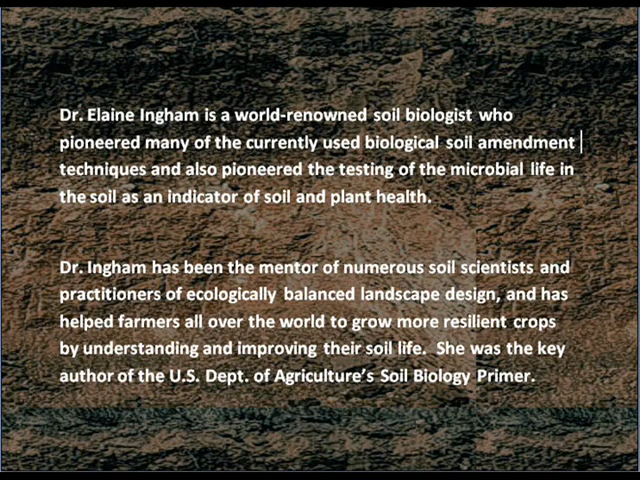 Dr. Elaine Ingham is a world-renowned soil biologist who
pioneered many of the currently used biological soil amendment
techniques and also pioneered the testing of the microbial life in
the soil as an indicator of soil and plant health.
Dr. Ingham has been the mentor of numerous soil scientists and
practitioners of ecologically balanced landscape design, and has
helped farmers all over the world to grow more resilient crops
by understanding and improving their soil life.  She was the key
author of the U.S. Dept. of Agriculture’s Soil Biology Primer.